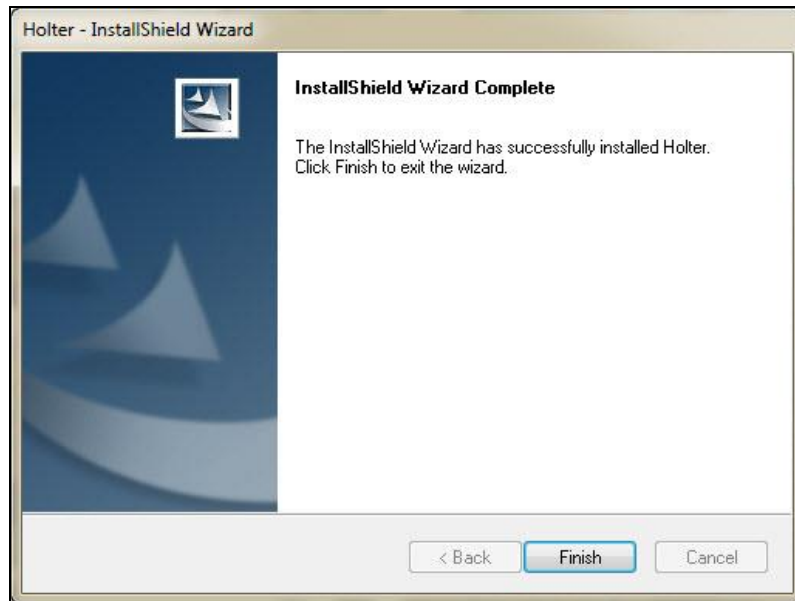 Holter - InstallShield Wizard
InstallShield Wizard Complete
The InstallShield Wizard has successfully installed Holter.
Click Finish to exit the wizard.
< Back
Finish
Cancel